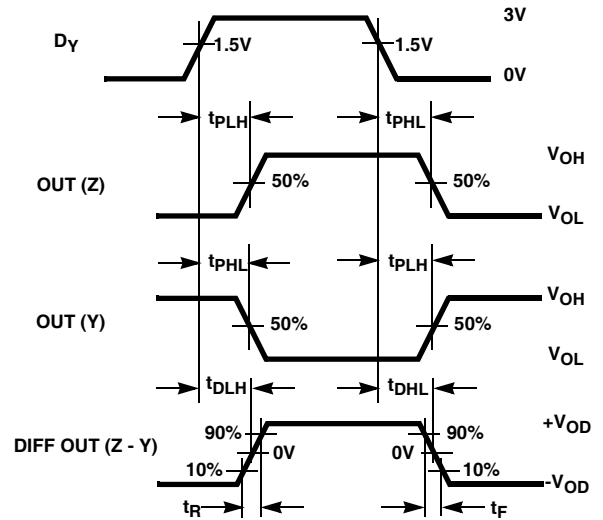 3V
DY
1.5V
1.5V
0V
tPLH
tPHL
VOH
OUT (Z)
50%
50%
VOL
tPHL
tPLH
VOH
OUT (Y)
50%
50%
VOL
tDLH
tDHL
+VOD
90%
90%
DIFF OUT (Z - Y)
0V
0V
10%
10%
-VOD
tR
tF